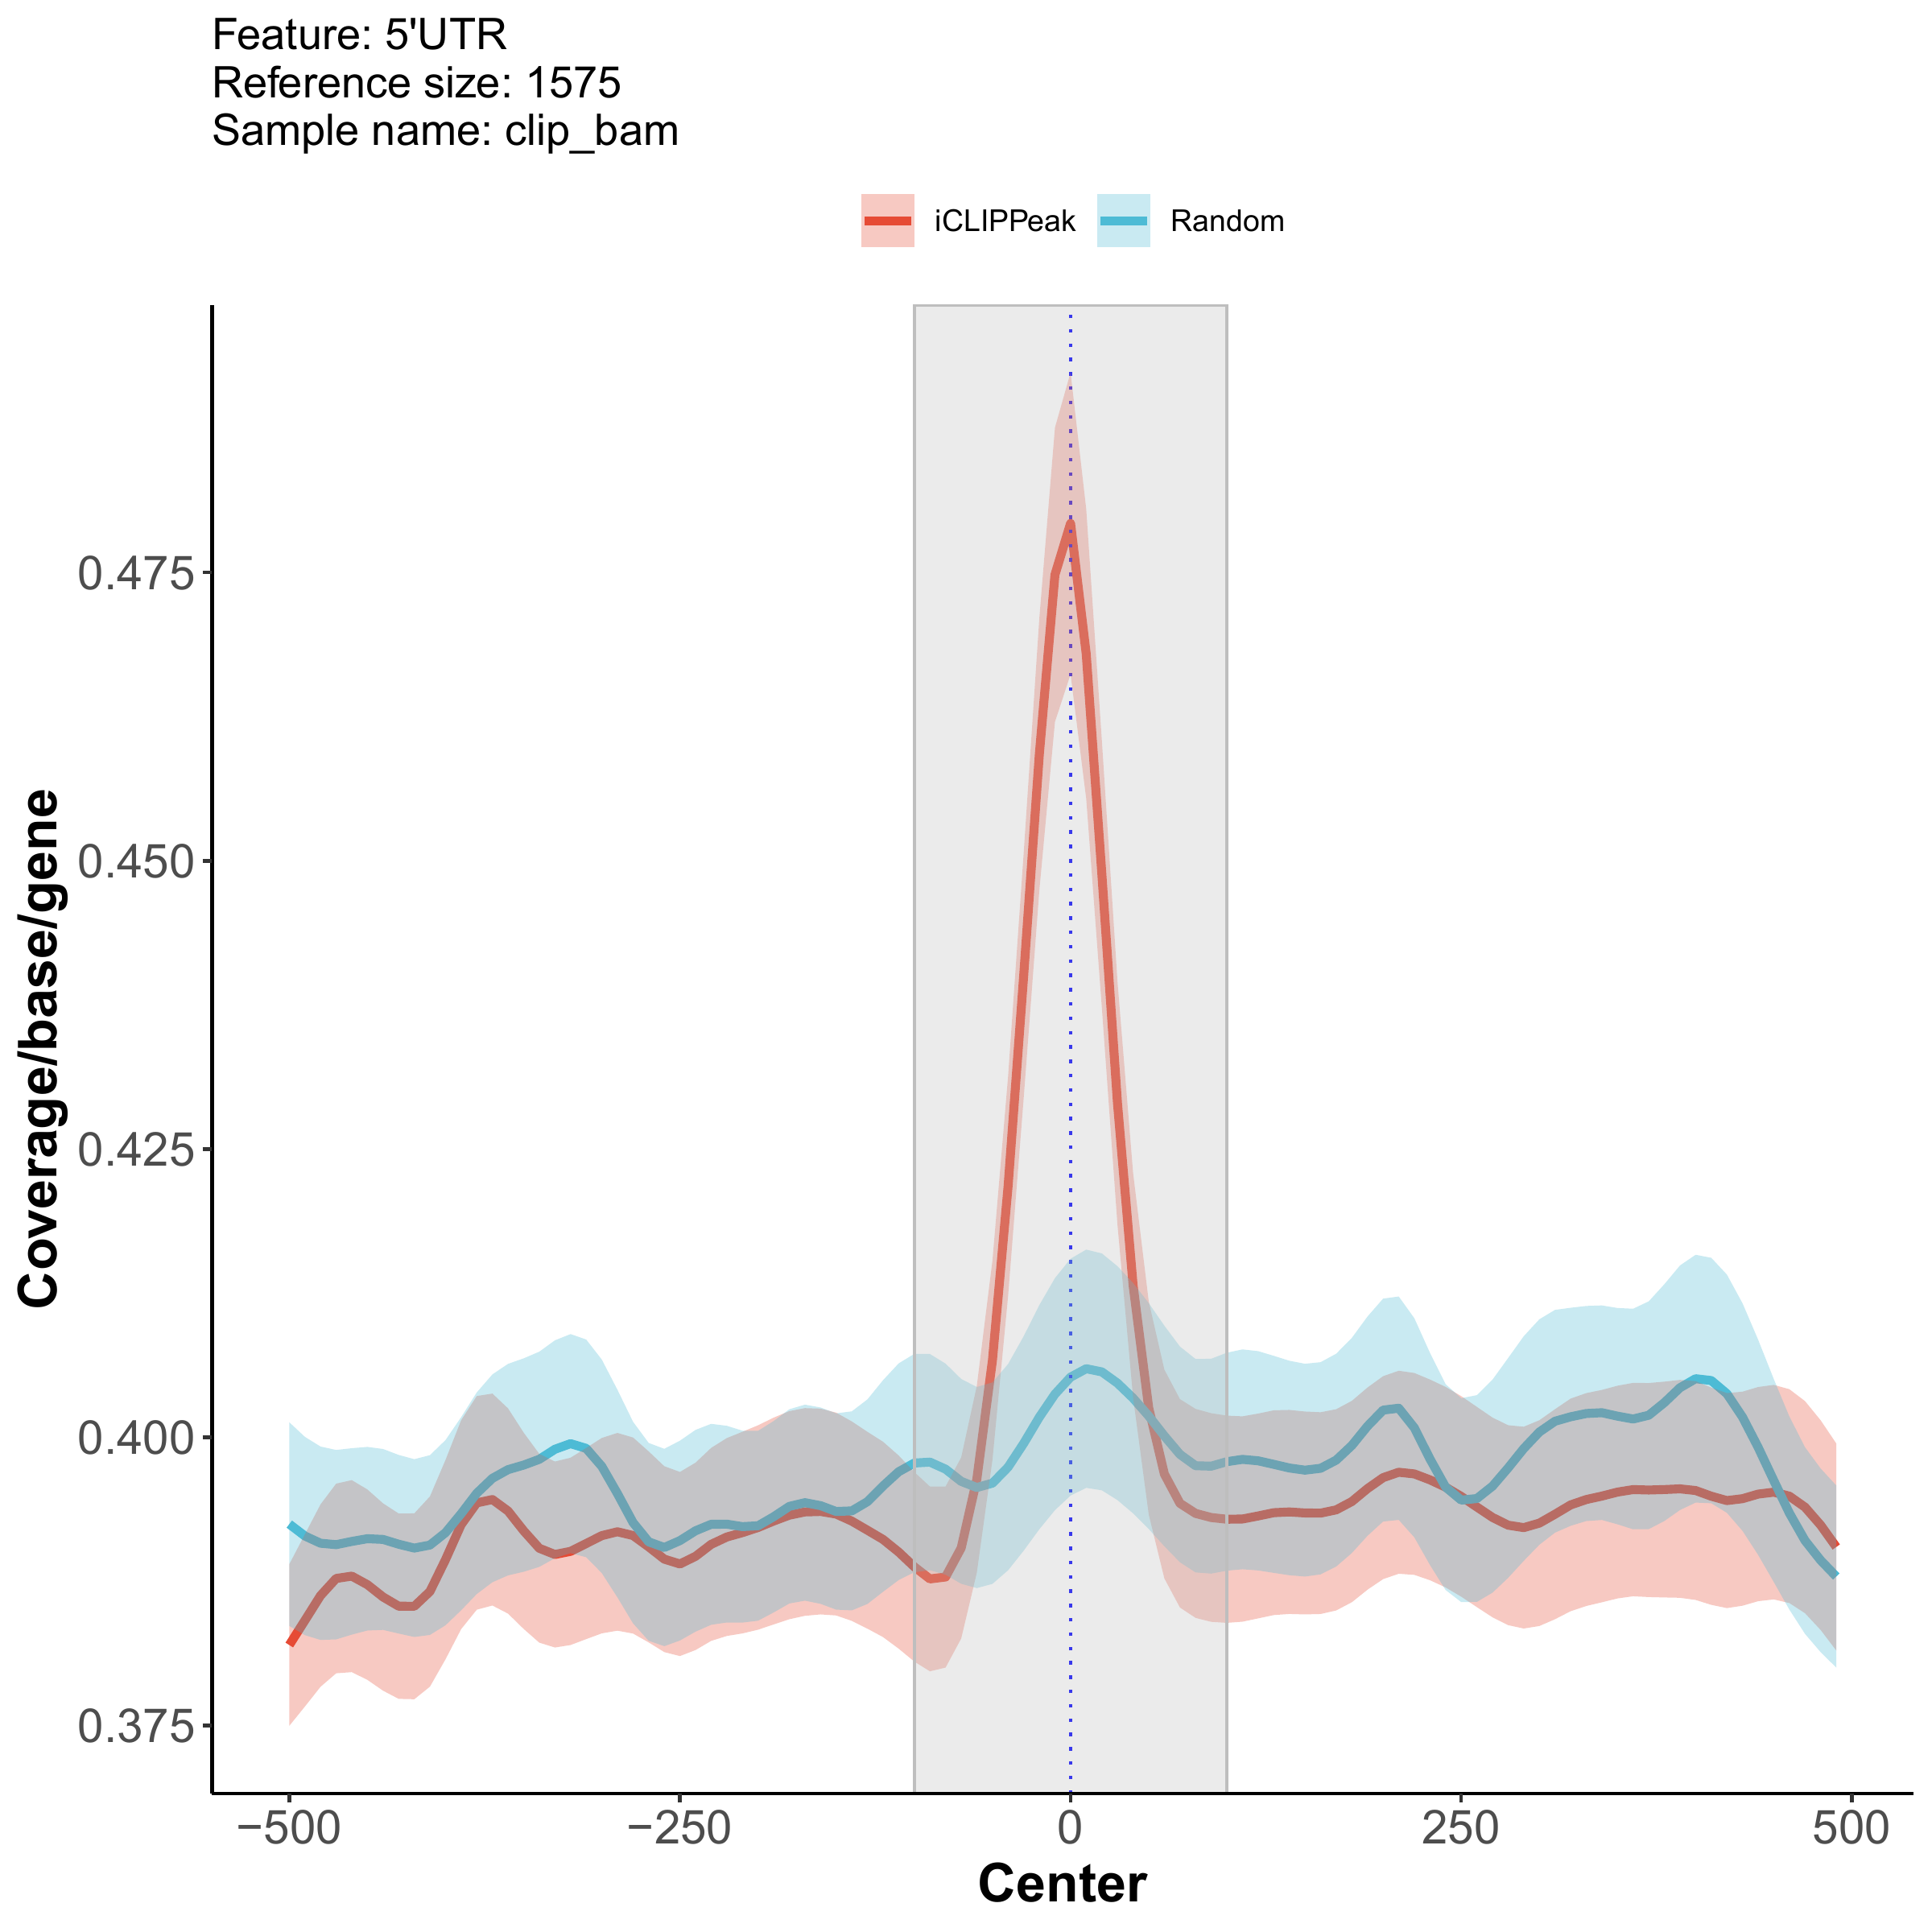 Feature: 5'UTR
Reference size: 1575
Sample name: clip_bam
iCLIPPeak Random
Coverage/base/gene
0.475
0.450
0.425
0.400
0.375
−500 −250 0 250 500
Center